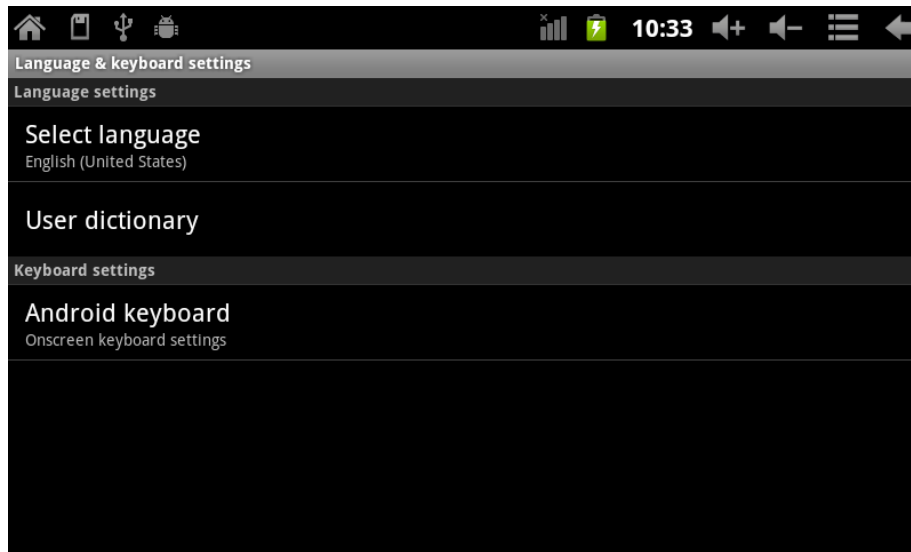 10:33
Language & keyboard settings
Language settings
Select language
English (United States)
User dictionary
Keyboard settings
Android keyboard
Onscreen keyboard settings